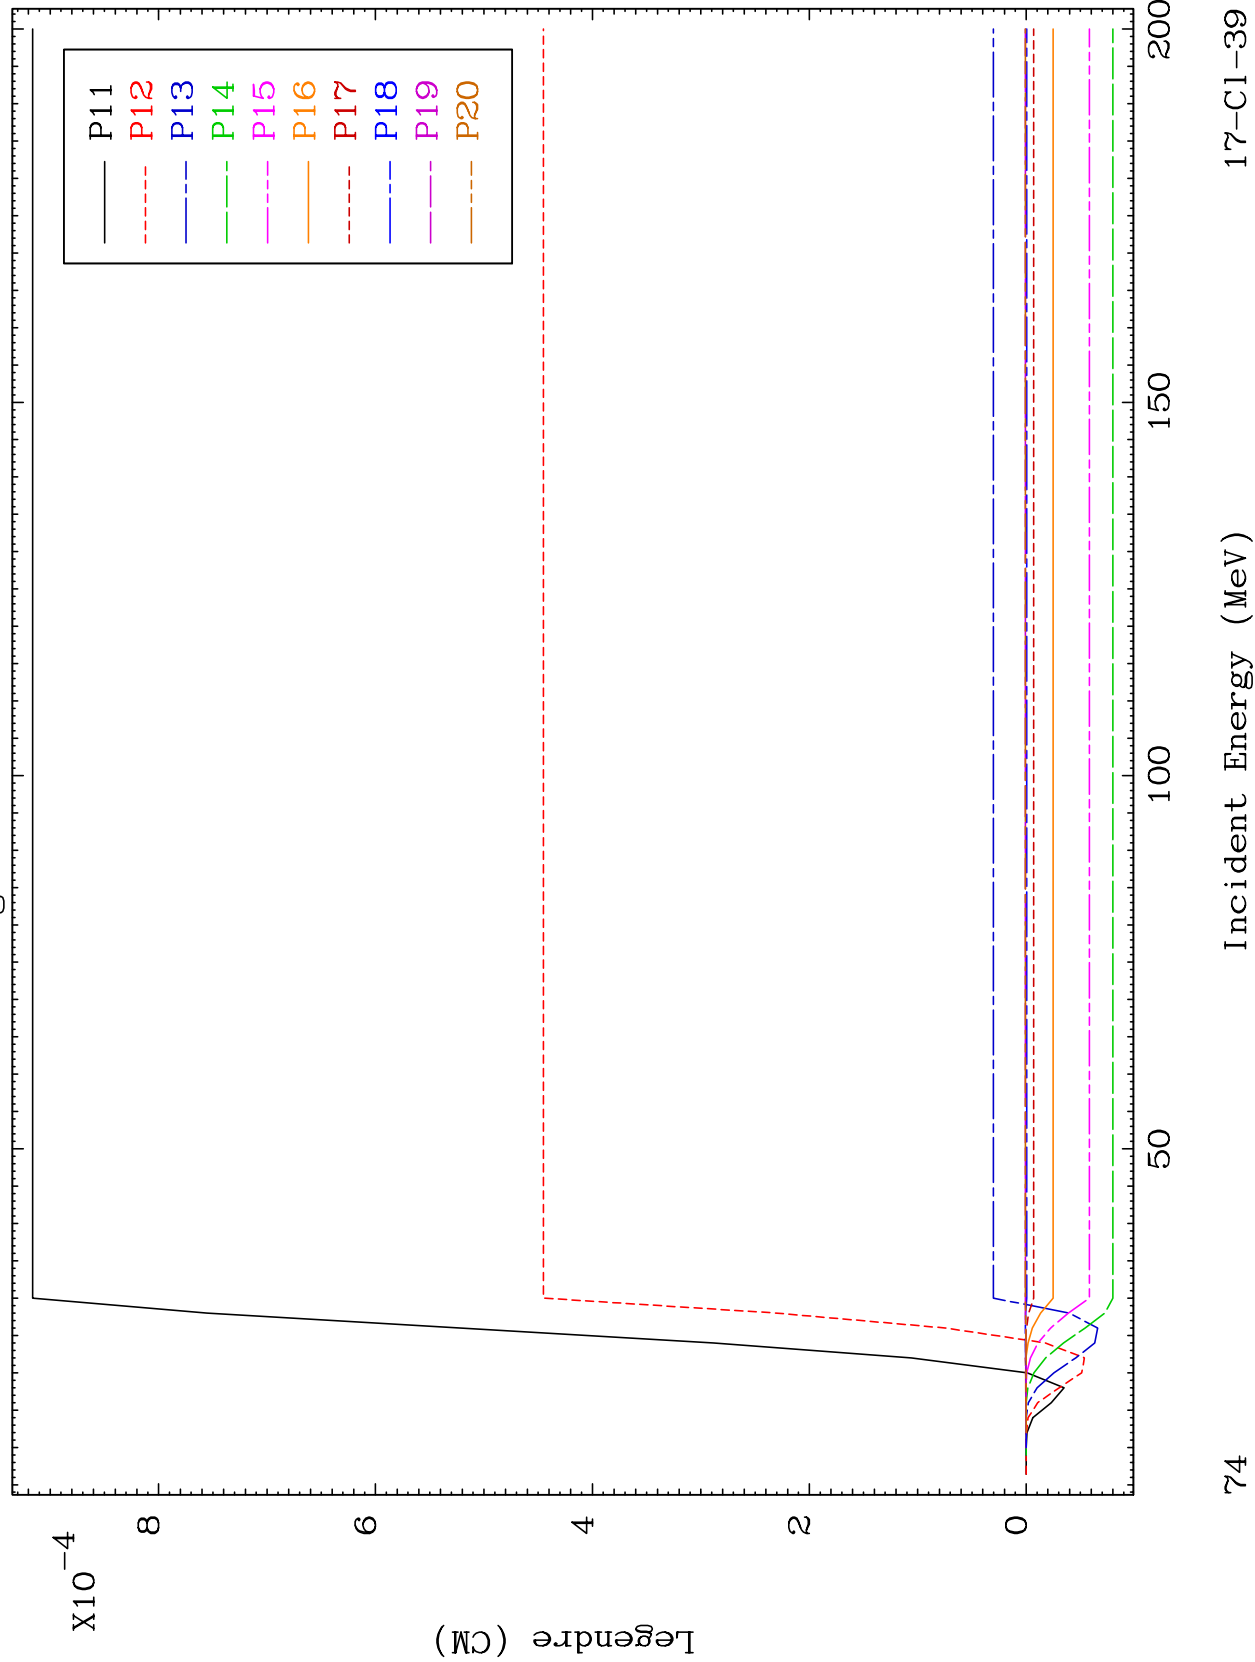 X10-4
8
6
4
2
0
Legendre (CM)
P11
P12
P13
P14
P15
P16
P17
P18
P19
P20
50
100
150
200
Incident Energy (MeV)
74
17-Cl-39